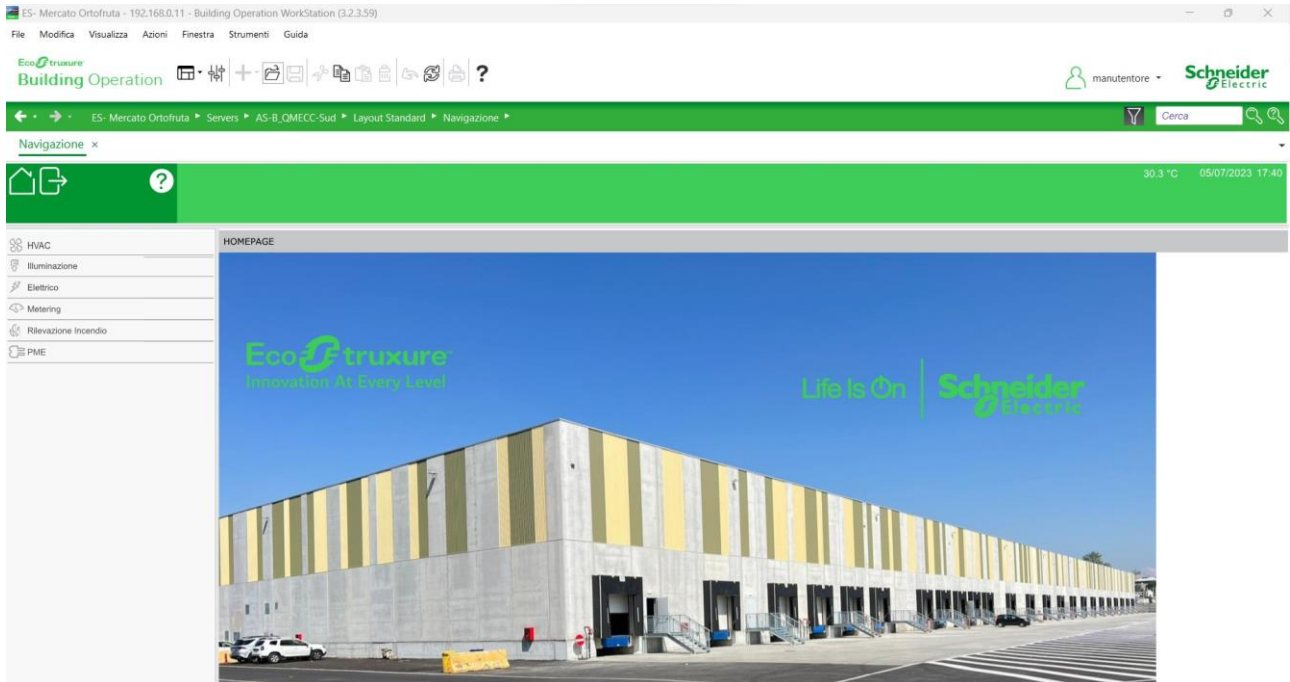 ES- Mercato Ortofruta - 192.168.0.11 - Building Operation WorkStation (3.2.3.59)
File Modifica Visualizza Azioni Finestra Strumenti Guida
EcoStruxure
Building Operation
? manutentore
Schneider
Electric
ES- Mercato Ortofruta Servers AS-B_QMECC-Sud Layout Standard Navigazione Cerca
Navigazione ×
? 30.3 °C 05/07/2023 17:40
HVAC
Illuminazione
Elettrico
Metering
Rilevazione Incendio
PME
HOMEPAGE
EcoStruxure™
Innovation At Every Level
Life Is On
Schneider
Electric